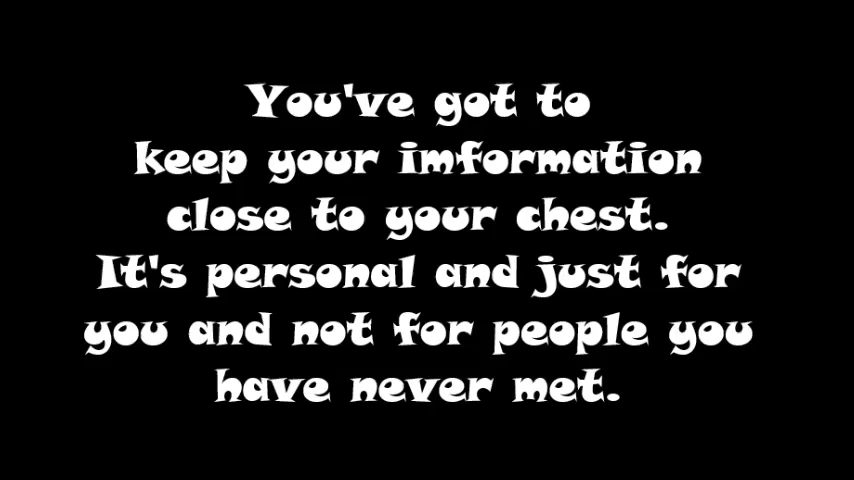 You've got to
keep your imformation
close to your chest.
It's personal and just for
you and not for people you
have never met.